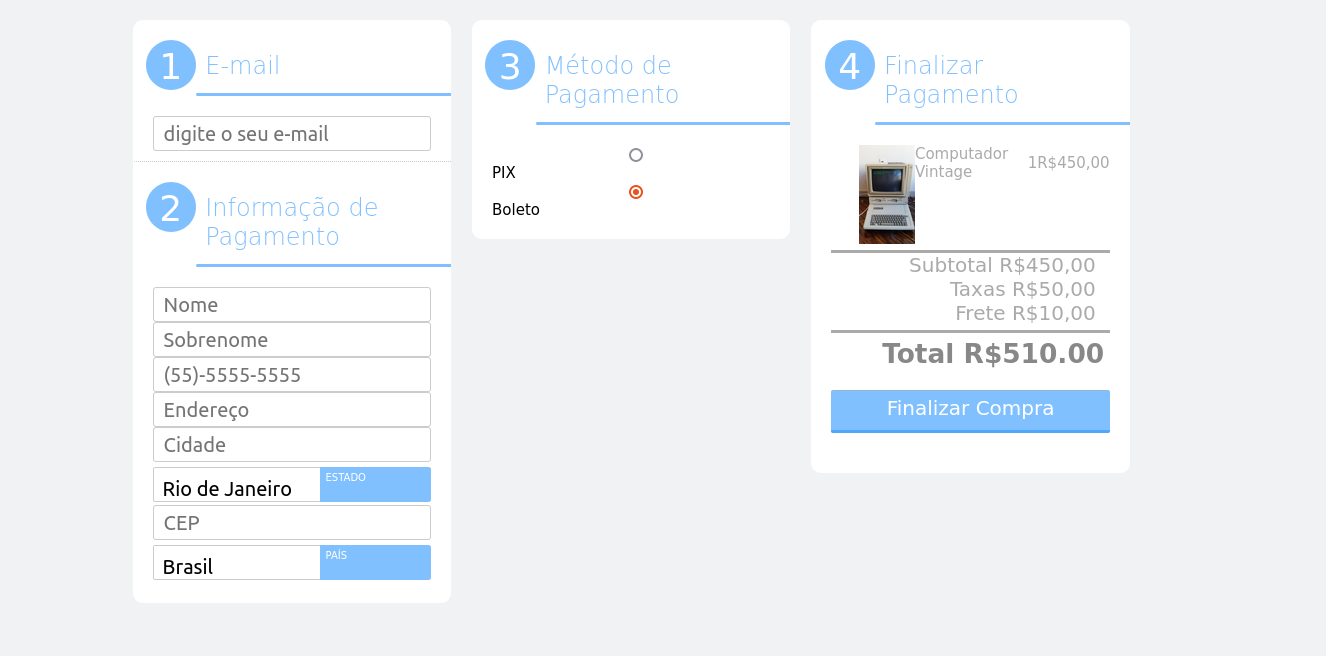 1 E-mail
digite o seu e-mail
2 Informação de
Pagamento
Nome
Sobrenome
(55)-5555-5555
Endereço
Cidade
Rio de Janeiro ESTADO
CEP
Brasil PAÍS
3 Método de
Pagamento
PIX
Boleto
4 Finalizar
Pagamento
Computador
Vintage
1R$450,00
Subtotal R$450,00
Taxas R$50,00
Frete R$10,00
Total R$510.00
Finalizar Compra